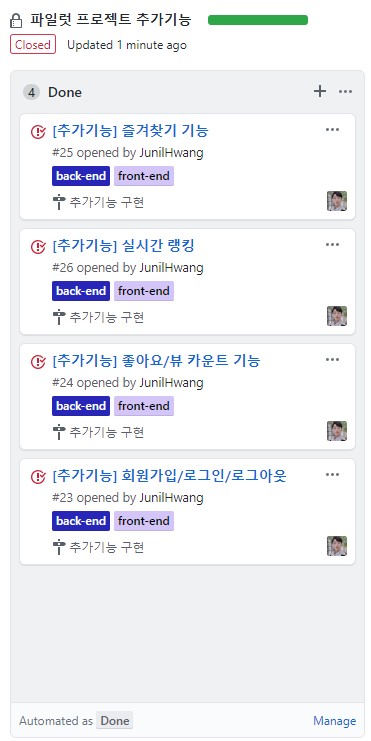 파일럿 프로젝트 추가기능
Closed Updated 1 minute ago
4 Done
[추가기능] 즐겨찾기 기능
#25 opened by JunilHwang
back-end front-end
추가기능 구현
[추가기능] 실시간 랭킹
#26 opened by JunilHwang
back-end front-end
추가기능 구현
[추가기능] 좋아요/뷰 카운트 기능
#24 opened by JunilHwang
back-end front-end
추가기능 구현
[추가기능] 회원가입/로그인/로그아웃
#23 opened by JunilHwang
back-end front-end
추가기능 구현
Automated as Done Manage